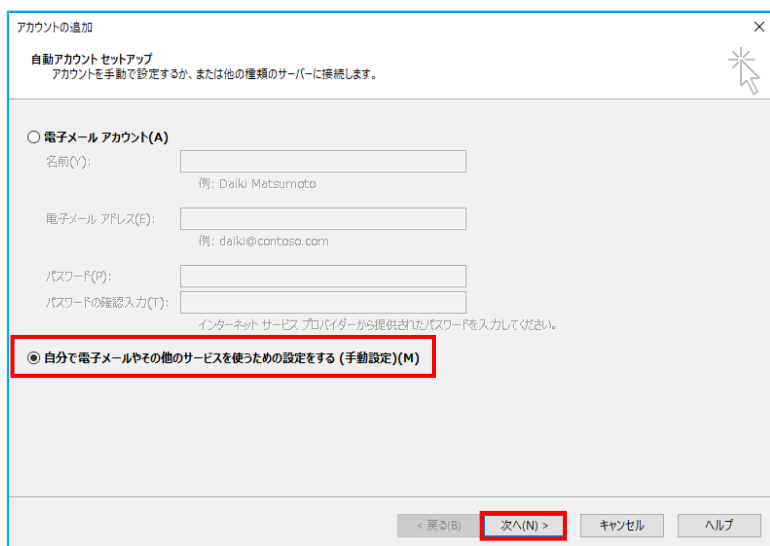 アカウントの追加
自動アカウント セットアップ
アカウントを手動で設定するか、または他の種類のサーバーに接続します。
電子メール アカウント(A)
名前(Y):
例: Daiki Matsumoto
電子メール アドレス(E):
例: daiki@contoso.com
パスワード(P):
パスワードの確認入力(T):
インターネット サービス プロバイダーから提供されたパスワードを入力してください。
自分で電子メールやその他のサービスを使うための設定をする (手動設定)(M)
< 戻る(B) 次へ(N) > キャンセル ヘルプ